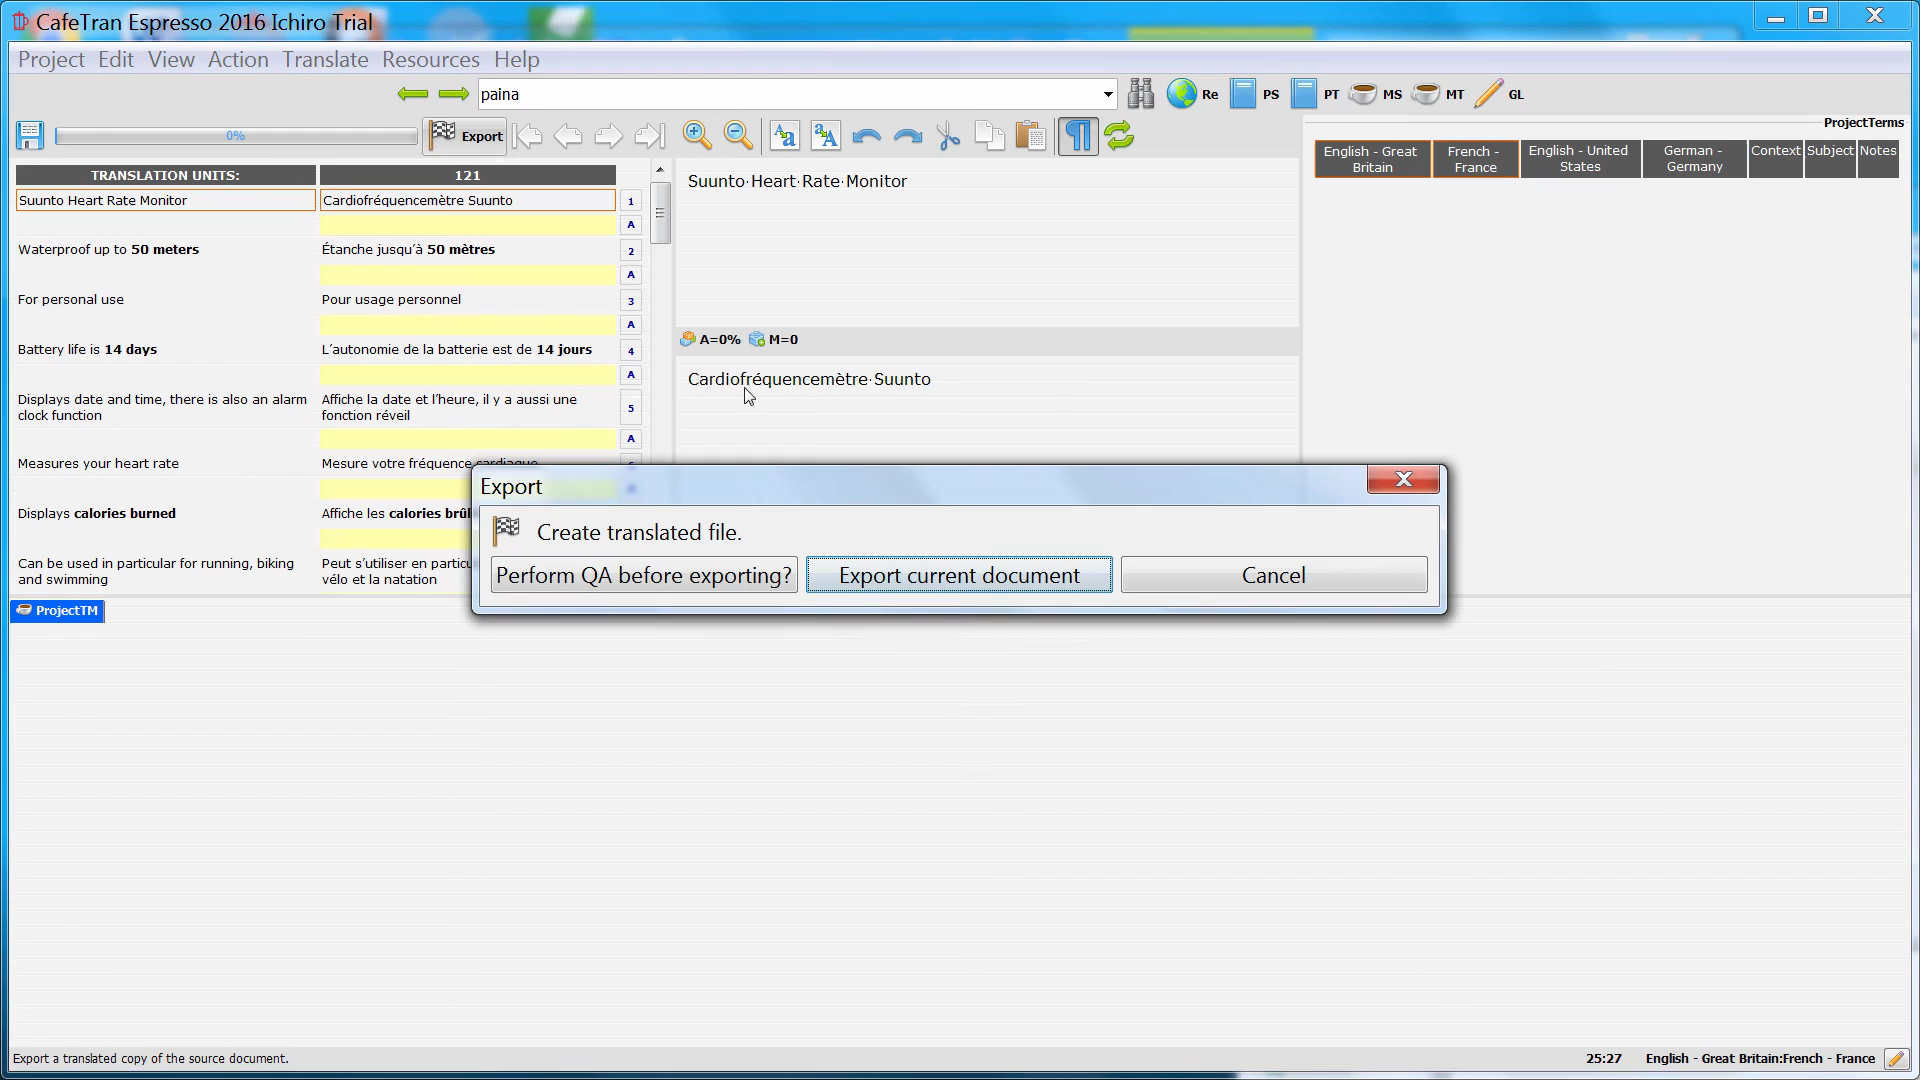 CafeTran Espresso 2016 Ichiro Trial
Project Edit View Action Translate Resources Help
paina
Re PS PT MS MT GL
0%
Export
ProjectTerms
English - Great Britain
French - France
English - United States
German - Germany
Context
Subject
Notes
TRANSLATION UNITS: 121
Suunto Heart Rate Monitor Cardiofréquencemètre Suunto 1
A
Waterproof up to 50 meters Étanche jusqu’à 50 mètres 2
A
For personal use Pour usage personnel 3
A
Battery life is 14 days L’autonomie de la batterie est de 14 jours 4
A
Displays date and time, there is also an alarm
clock function
Affiche la date et l’heure, il y a aussi une
fonction réveil
5
A
Measures your heart rate Mesure votre fréquence cardiaque
Displays calories burned Affiche les calories
Can be used in particular for running, biking
and swimming
Peut s’utiliser en
vélo et la natation
Suunto·Heart·Rate·Monitor
A=0% M=0
Cardiofréquencemètre·Suunto
Export
Create translated file.
Perform QA before exporting?
Export current document
Cancel
ProjectTM
Export a translated copy of the source document.
25:27 English - Great Britain:French - France